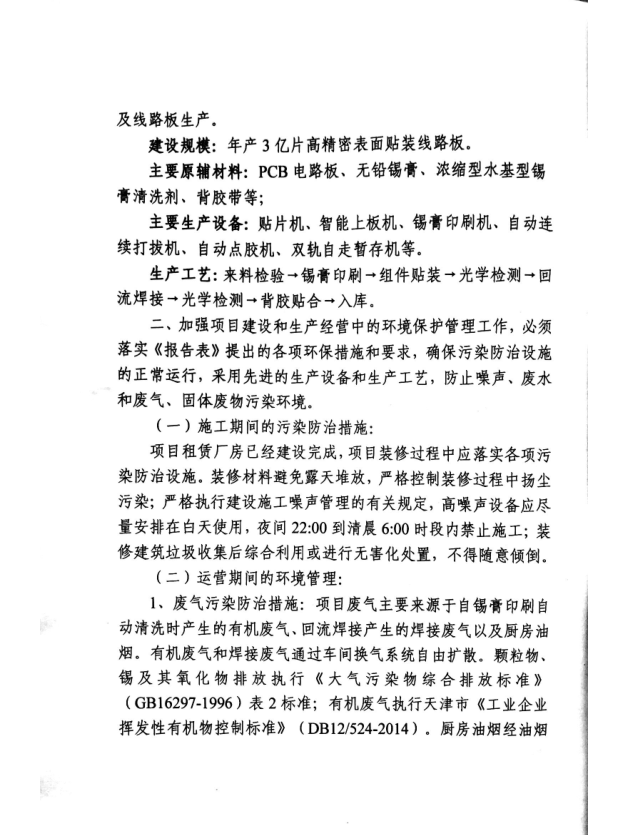 及线路板生产。
建设规模：年产 3 亿片高精密表面贴装线路板。
主要原辅材料：PCB 电路板、无铅锡膏、浓缩型水基型锡
膏清洗剂、背胶带等；
主要生产设备：贴片机、智能上板机、锡膏印刷机、自动连
续打拔机、自动点胶机、双轨自走暂存机等。
生产工艺：来料检验→锡膏印刷→组件贴装→光学检测→回
流焊接→光学检测→背胶贴合→入库。
二、加强项目建设和生产经营中的环境保护管理工作，必须
落实《报告表》提出的各项环保措施和要求，确保污染防治设施
的正常运行，采用先进的生产设备和生产工艺，防止噪声、废水
和废气、固体废物污染环境。
（一）施工期间的污染防治措施：
项目租赁厂房已经建设完成，项目装修过程中应落实各项污
染防治设施。装修材料避免露天堆放，严格控制装修过程中扬尘
污染；严格执行建设施工噪声管理的有关规定，高噪声设备应尽
量安排在白天使用，夜间 22:00 到清晨 6:00 时段内禁止施工；装
修建筑垃圾收集后综合利用或进行无害化处置，不得随意倾倒。
（二）运营期间的环境管理：
1、废气污染防治措施：项目废气主要来源于自锡膏印刷自
动清洗时产生的有机废气、回流焊接产生的焊接废气以及厨房油
烟。有机废气和焊接废气通过车间换气系统自由扩散。颗粒物、
锡及其氧化物排放执行《大气污染物综合排放标准》
（GB16297-1996）表 2 标准；有机废气执行天津市《工业企业
挥发性有机物控制标准》（DB12/524-2014）。厨房油烟经油烟